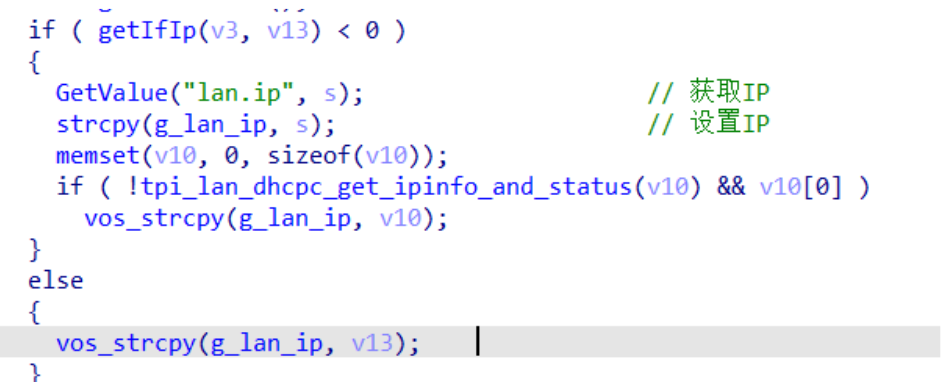 if ( getIfIp(v3, v13) < 0 )
{
GetValue("lan.ip", s); // 获取IP
strcpy(g_lan_ip, s); // 设置IP
memset(v10, 0, sizeof(v10));
if ( !tpi_lan_dhcpc_get_ipinfo_and_status(v10) && v10[0] )
vos_strcpy(g_lan_ip, v10);
}
else
{
vos_strcpy(g_lan_ip, v13);
}